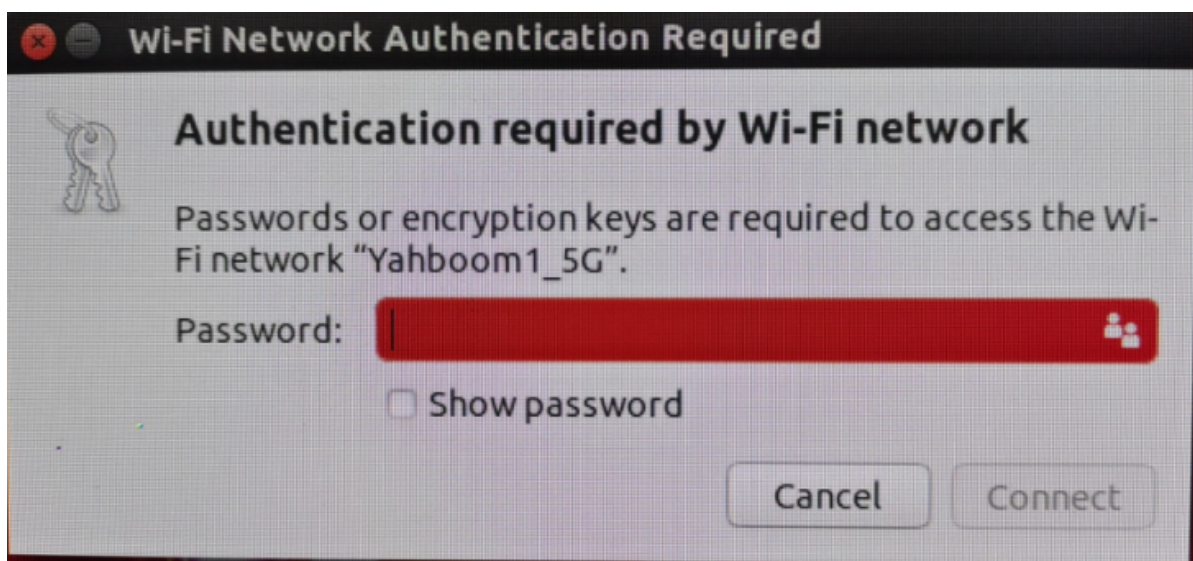 Wi-Fi Network Authentication Required
Authentication required by Wi-Fi network
Passwords or encryption keys are required to access the Wi-
Fi network “Yahboom1_5G”.
Password:
Show password
Cancel
Connect